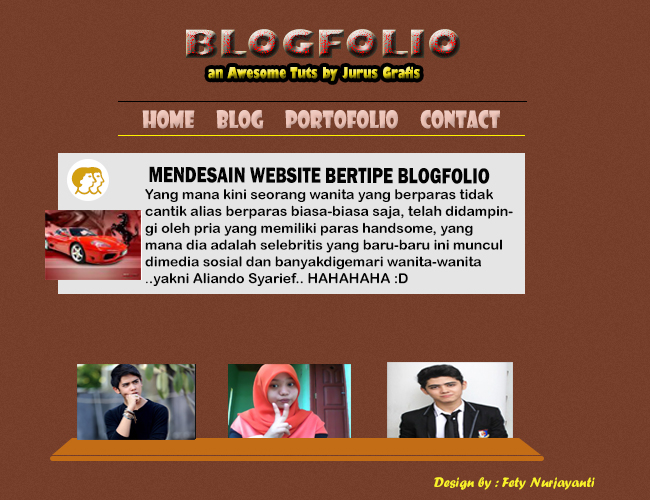 BLOGFOLIO
an Awesome Tuts by Jurus Grafis
HOME BLOG PORTOFOLIO CONTACT
MENDESAIN WEBSITE BERTIPE BLOGFOLIO
Yang mana kini seorang wanita yang berparas tidak
cantik alias berparas biasa-biasa saja, telah didampin-
gi oleh pria yang memiliki paras handsome, yang
mana dia adalah selebritis yang baru-baru ini muncul
dimedia sosial dan banyakdigemari wanita-wanita
..yakni Aliando Syarief.. HAHAHAHA :D
Design by : Fety Nurjayanti